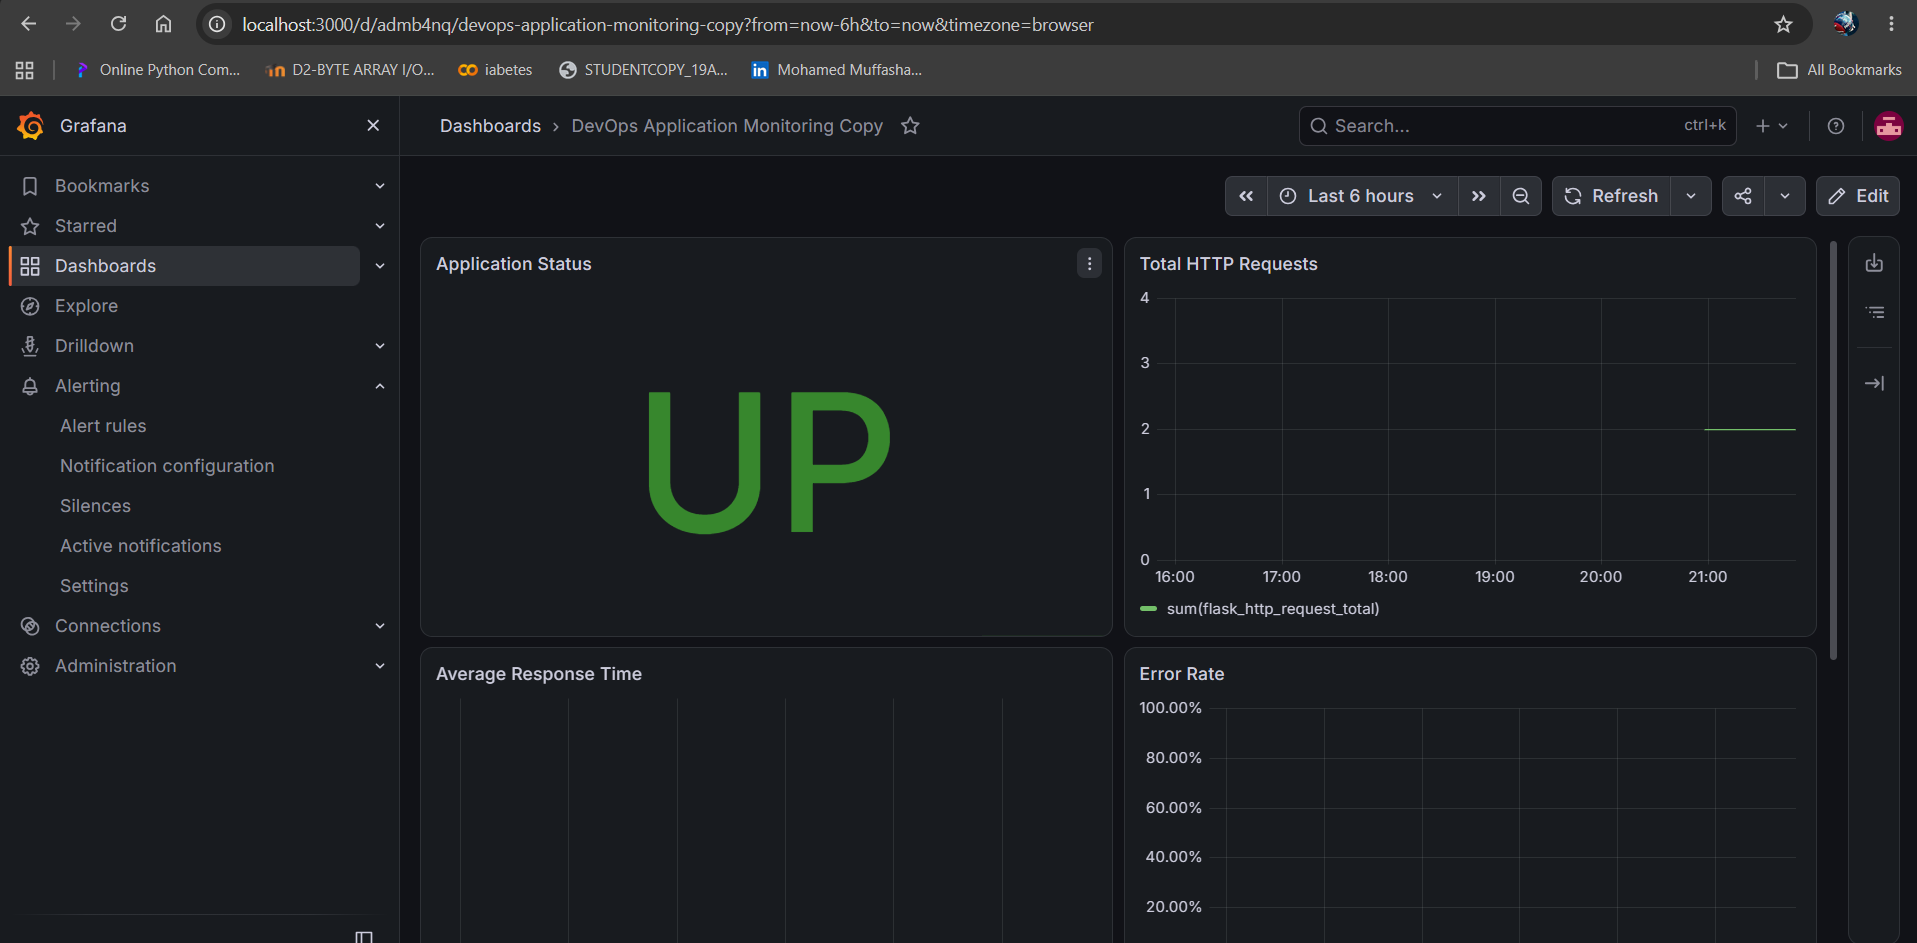 localhost:3000/d/admb4nq/devops-application-monitoring-copy?from=now-6h&to=now&timezone=browser
Online Python Com...
D2-BYTE ARRAY I/O...
iabetes
STUDENTCOPY_19A...
Mohamed Muffasha...
All Bookmarks
Grafana
Dashboards › DevOps Application Monitoring Copy
Search...
ctrl+k
Bookmarks
Starred
Dashboards
Explore
Drilldown
Alerting
Alert rules
Notification configuration
Silences
Active notifications
Settings
Connections
Administration
Last 6 hours
Refresh
Edit
Application Status
UP
Total HTTP Requests
4
3
2
1
0
16:00 17:00 18:00 19:00 20:00 21:00
sum(flask_http_request_total)
Average Response Time
Error Rate
100.00%
80.00%
60.00%
40.00%
20.00%